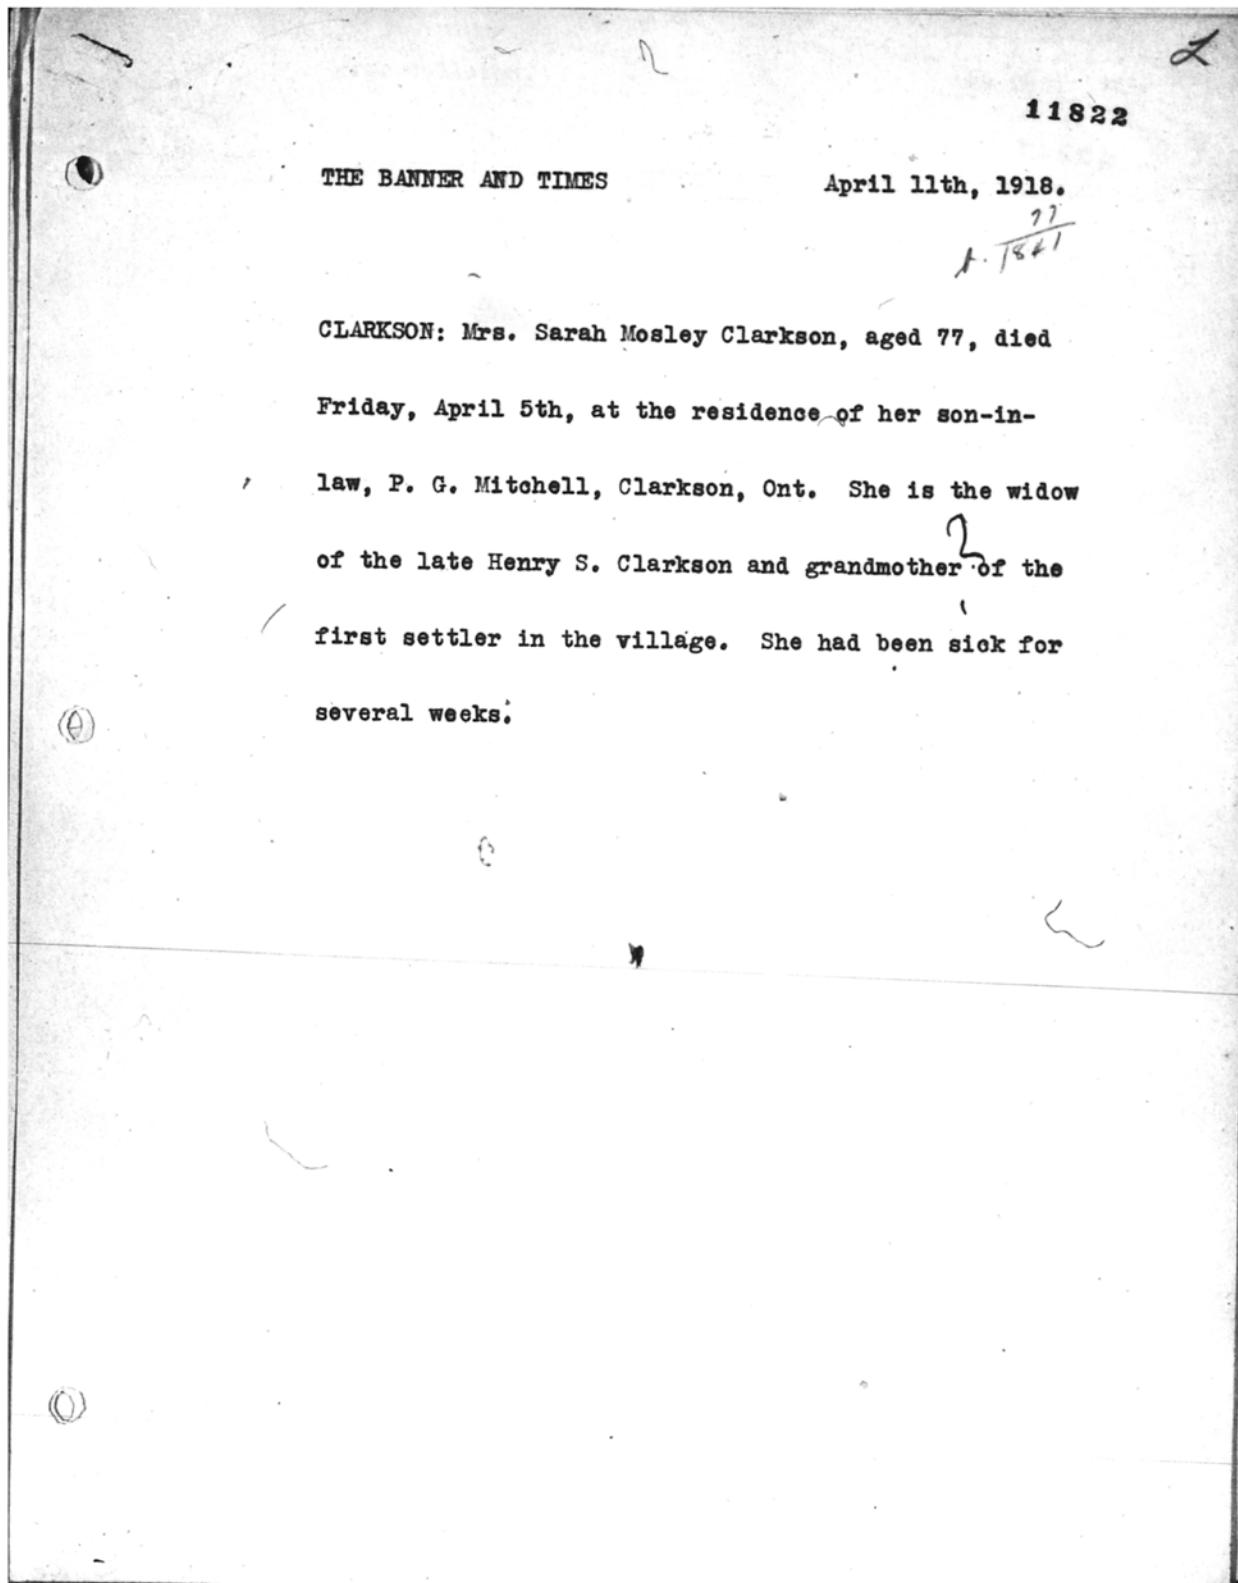 L
11822
THE BANNER AND TIMES April 11th, 1918.
77
1841
CLARKSON: Mrs. Sarah Mosley Clarkson, aged 77, died
Friday, April 5th, at the residence of her son-in-
law, P. G. Mitchell, Clarkson, Ont. She is the widow
?
of the late Henry S. Clarkson and grandmother of the
first settler in the village. She had been sick for
several weeks.